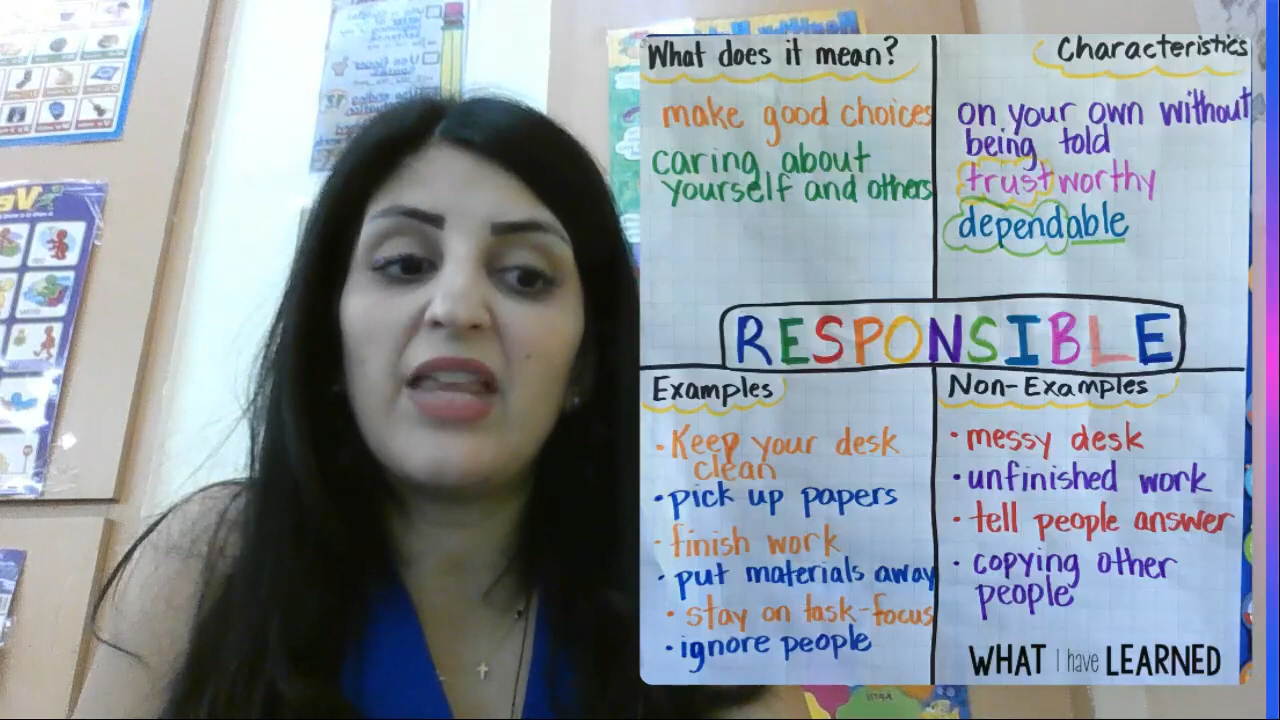 What does it mean?
make good choices
caring about
yourself and others
Characteristics
on your own without
being told
trustworthy
dependable
RESPONSIBLE
Examples
• Keep your desk
clean
• pick up papers
• finish work
• put materials away
• stay on task-focus
• ignore people
Non-Examples
• messy desk
• unfinished work
• tell people answer
• copying other
people
WHAT I have LEARNED